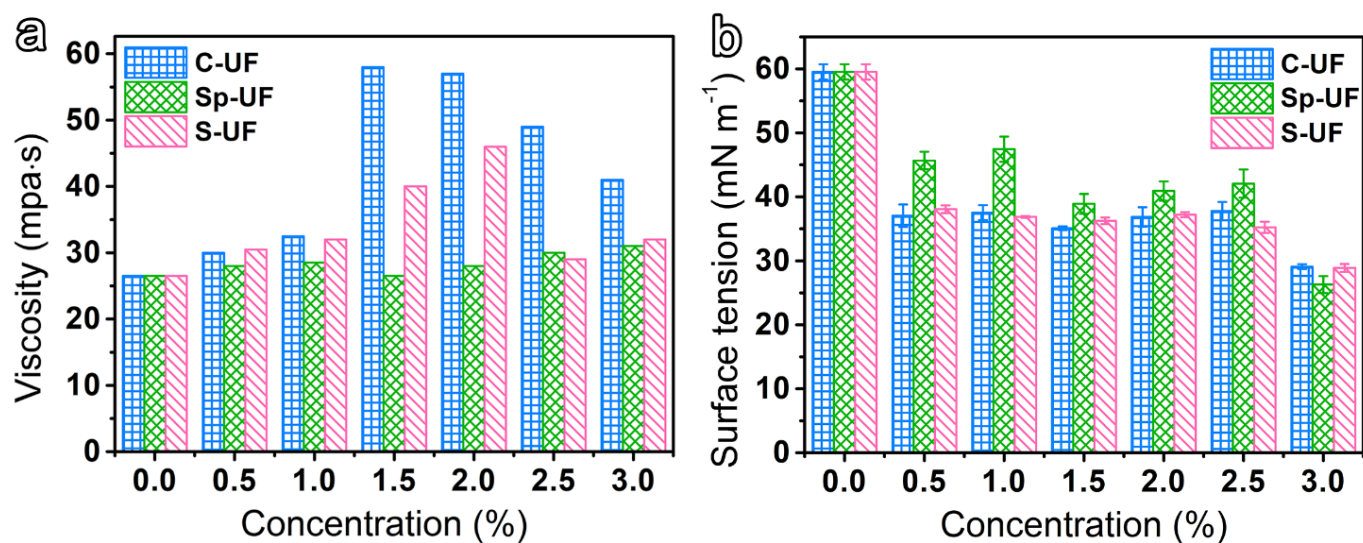 a
C-UF
Sp-UF
S-UF
Viscosity (mpa·s)
60
50
40
30
20
10
0
0.0 0.5 1.0 1.5 2.0 2.5 3.0
Concentration (%)
b
C-UF
Sp-UF
S-UF
Surface tension (mN m⁻¹)
60
50
40
30
20
10
0
0.0 0.5 1.0 1.5 2.0 2.5 3.0
Concentration (%)